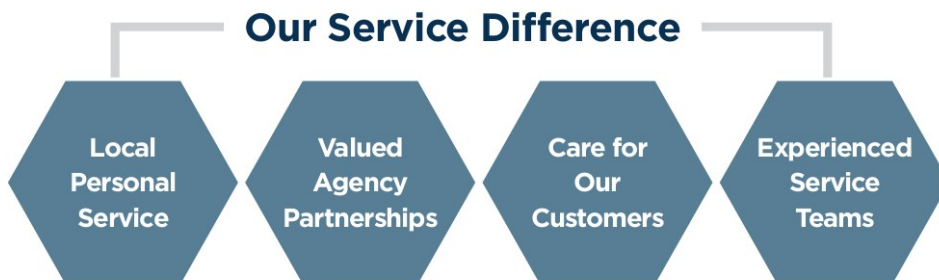 Our Service Difference
Local
Personal
Service
Valued
Agency
Partnerships
Care for
Our
Customers
Experienced
Service
Teams